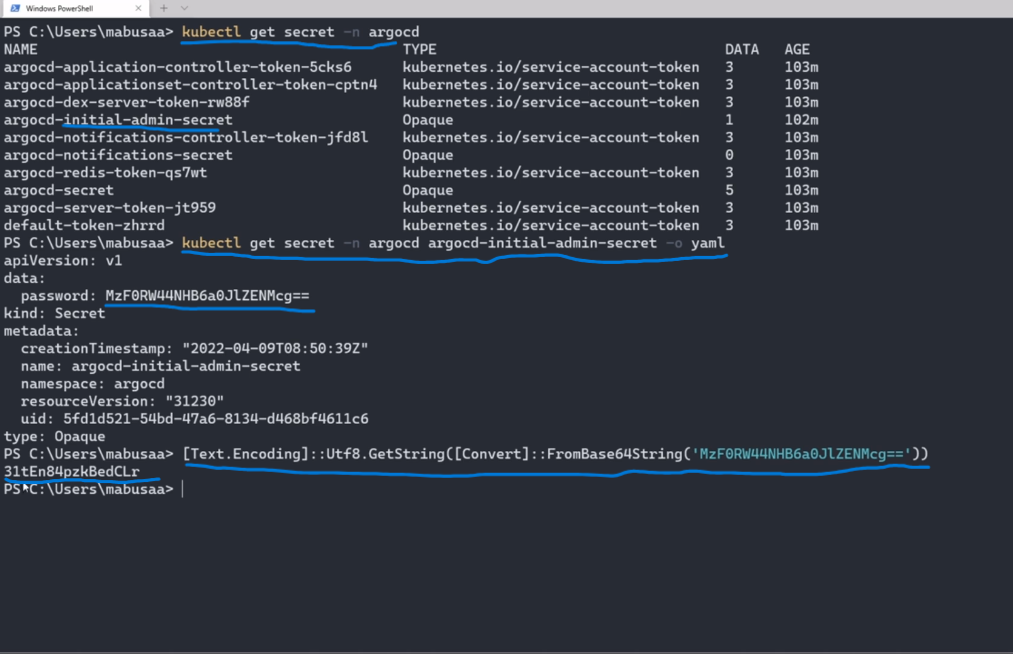 Windows PowerShell
PS C:\Users\mabusaa> kubectl get secret -n argocd
NAME TYPE DATA AGE
argocd-application-controller-token-5cks6 kubernetes.io/service-account-token 3 103m
argocd-applicationset-controller-token-cptn4 kubernetes.io/service-account-token 3 103m
argocd-dex-server-token-rw88f kubernetes.io/service-account-token 3 103m
argocd-initial-admin-secret Opaque 1 102m
argocd-notifications-controller-token-jfd8l kubernetes.io/service-account-token 3 103m
argocd-notifications-secret Opaque 0 103m
argocd-redis-token-qs7wt kubernetes.io/service-account-token 3 103m
argocd-secret Opaque 5 103m
argocd-server-token-jt959 kubernetes.io/service-account-token 3 103m
default-token-zhrrd kubernetes.io/service-account-token 3 103m
PS C:\Users\mabusaa> kubectl get secret -n argocd argocd-initial-admin-secret -o yaml
apiVersion: v1
data:
  password: MzF0RW44NHB6a0JlZENMcg==
kind: Secret
metadata:
  creationTimestamp: "2022-04-09T08:50:39Z"
  name: argocd-initial-admin-secret
  namespace: argocd
  resourceVersion: "31230"
  uid: 5fd1d521-54bd-47a6-8134-d468bf4611c6
type: Opaque
PS C:\Users\mabusaa> [Text.Encoding]::Utf8.GetString([Convert]::FromBase64String('MzF0RW44NHB6a0JlZENMcg=='))
31tEn84pzkBedCLr
PS C:\Users\mabusaa>